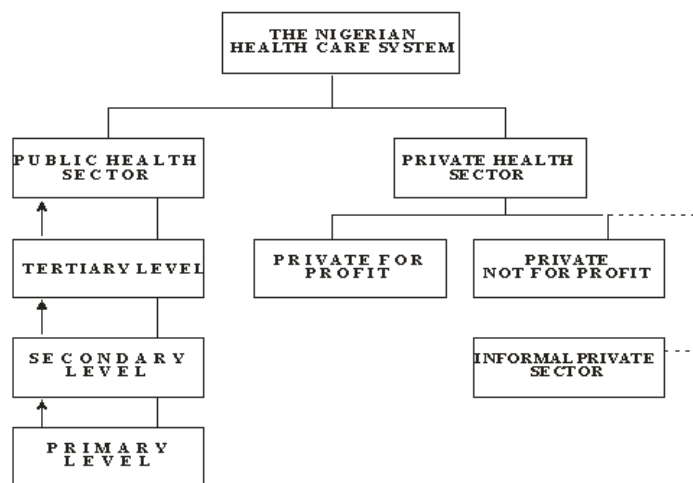 THE NIGERIAN
HEALTH CARE SYSTEM
PUBLIC HEALTH
SECTOR
PRIVATE HEALTH
SECTOR
TERTIARY LEVEL
PRIVATE FOR
PROFIT
PRIVATE
NOT FOR PROFIT
SECONDARY
LEVEL
INFORMAL PRIVATE
SECTOR
PRIMARY
LEVEL